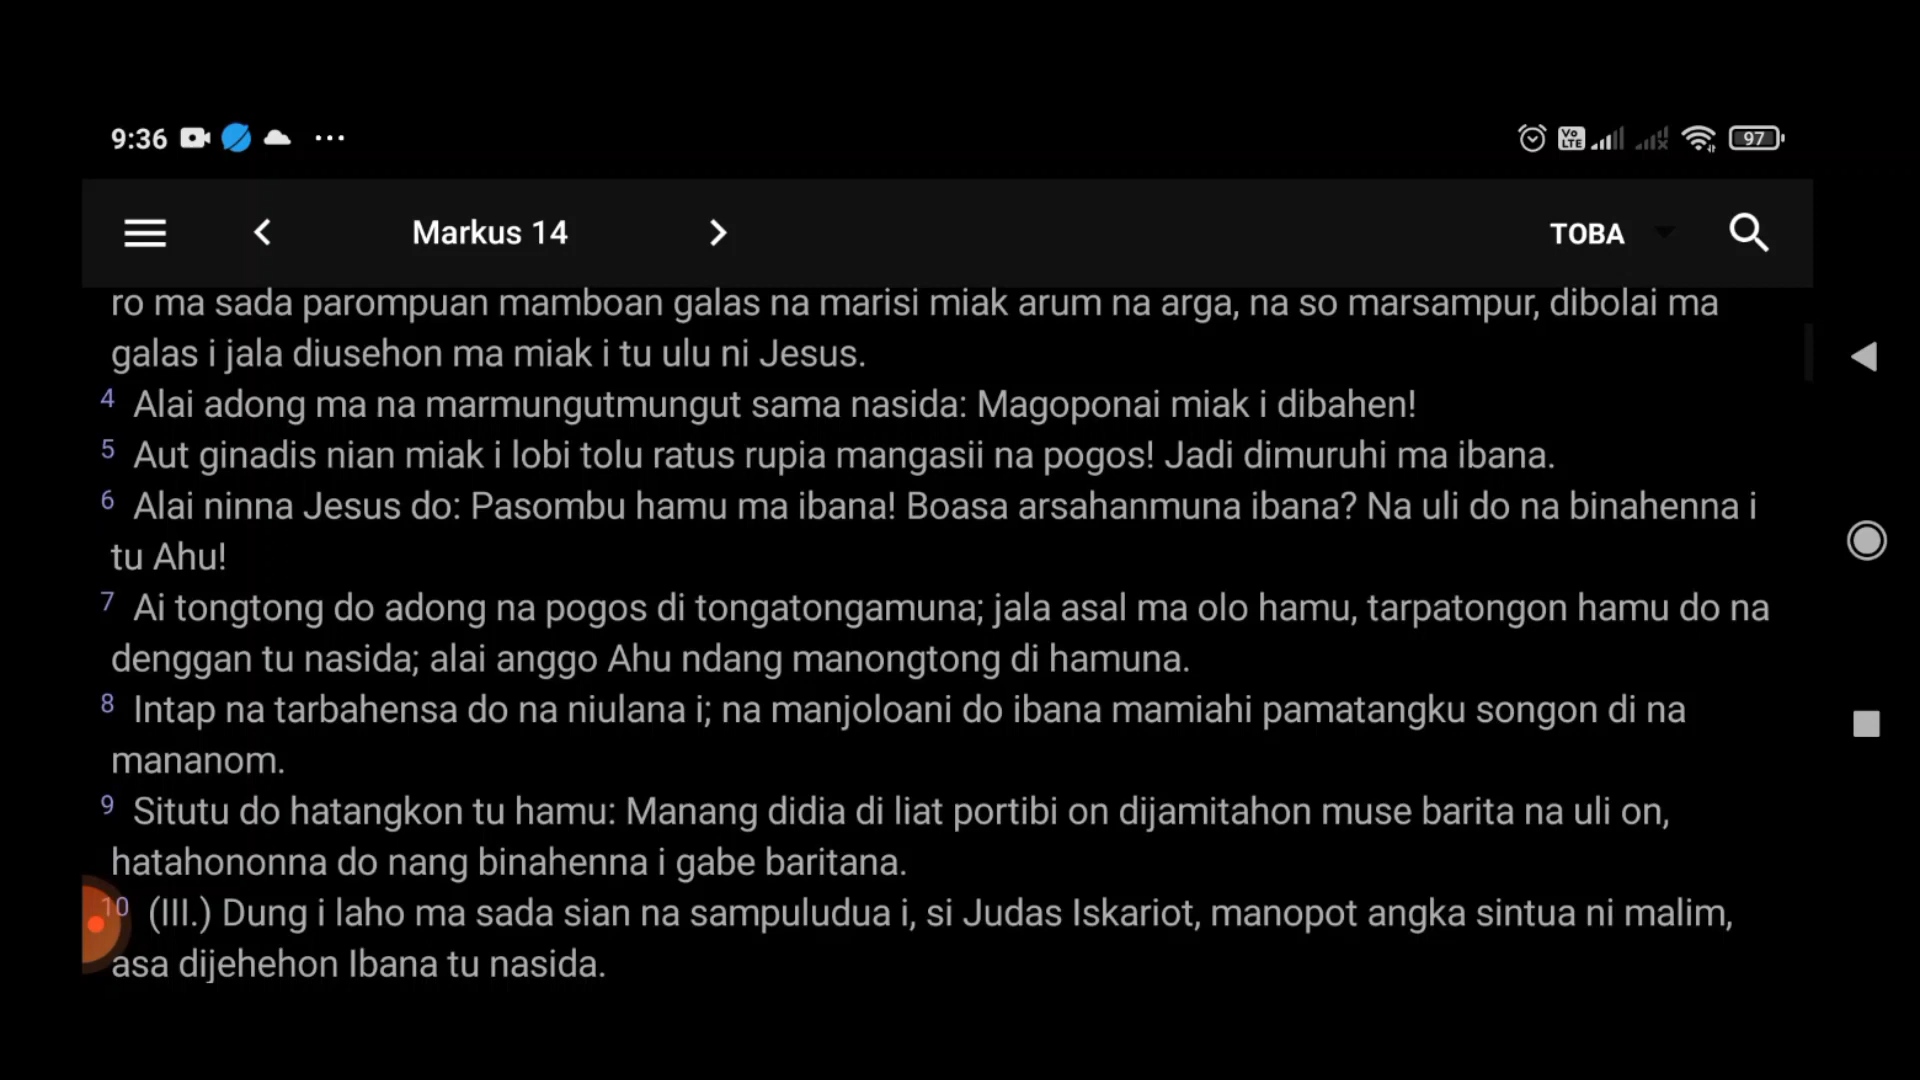 9:36
Vo LTE
97
Markus 14
TOBA
ro ma sada parompuan mamboan galas na marisi miak arum na arga, na so marsampur, dibolai ma
galas i jala diusehon ma miak i tu ulu ni Jesus.
4 Alai adong ma na marmungutmungut sama nasida: Magoponai miak i dibahen!
5 Aut ginadis nian miak i lobi tolu ratus rupia mangasii na pogos! Jadi dimuruhi ma ibana.
6 Alai ninna Jesus do: Pasombu hamu ma ibana! Boasa arsahanmuna ibana? Na uli do na binahenna i
tu Ahu!
7 Ai tongtong do adong na pogos di tongatongamuna; jala asal ma olo hamu, tarpatongon hamu do na
denggan tu nasida; alai anggo Ahu ndang manongtong di hamuna.
8 Intap na tarbahensa do na niulana i; na manjoloani do ibana mamiahi pamatangku songon di na
mananom.
9 Situtu do hatangkon tu hamu: Manang didia di liat portibi on dijamitahon muse barita na uli on,
hatahononna do nang binahenna i gabe baritana.
10 (III.) Dung i laho ma sada sian na sampuludua i, si Judas Iskariot, manopot angka sintua ni malim,
asa dijehehon Ibana tu nasida.